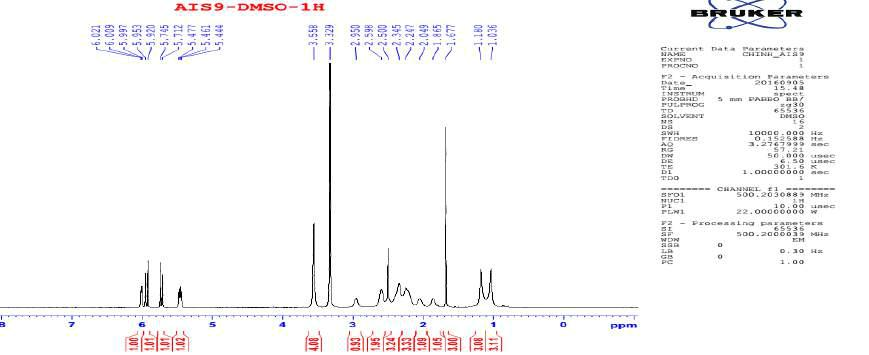 AIS9-DMSO-1H
6.021
6.009
5.997
5.953
5.920
5.745
5.712
5.477
5.461
5.444
3.558
3.329
2.950
2.598
2.500
2.345
2.247
2.049
1.865
1.677
1.180
1.036
BRUKER
Current Data Parameters
NAME CHINH_AIS9
EXPNO 1
PROCNO 1
F2 - Acquisition Parameters
Date_ 20160905
Time 15.48
INSTRUM spect
PROBHD 5 mm PABBO BB/
PULPROG zg30
TD 65536
SOLVENT DMSO
NS 16
DS 2
SWH 10000.000 Hz
FIDRES 0.152588 Hz
AQ 3.2767999 sec
RG 57.21
DW 50.000 usec
DE 6.50 usec
TE 301.6 K
D1 1.00000000 sec
TD0 1
======== CHANNEL f1 ========
SFO1 500.2030889 MHz
NUC1 1H
P1 10.00 usec
PLW1 22.00000000 W
F2 - Processing parameters
SI 65536
SF 500.2000039 MHz
WDW EM
SSB 0
LB 0.30 Hz
GB 0
PC 1.00
8 7 6 5 4 3 2 1 0 ppm
1.00
1.01
1.01
1.02
4.08
0.93
1.95
3.24
3.33
1.09
1.05
3.00
3.08
3.11